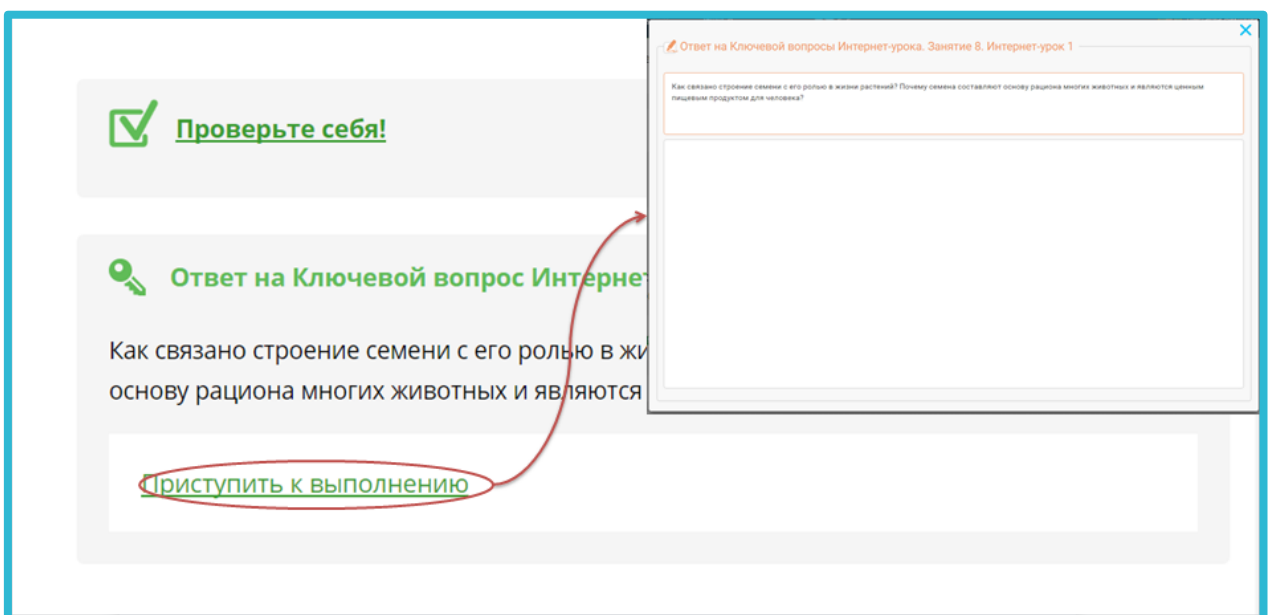 Проверьте себя!
Ответ на Ключевой вопрос Интернет
Как связано строение семени с его ролью в жи
основу рациона многих животных и являются
Приступить к выполнению
Ответ на Ключевой вопросы Интернет-урока. Занятие 8. Интернет-урок 1
Как связано строение семени с его ролью в жизни растений? Почему семена составляют основу рациона многих животных и являются ценным
пищевым продуктом для человека?